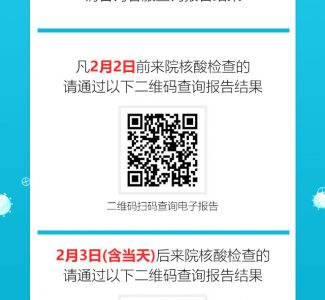 凡2月2日前来院核酸检查的
请通过以下二维码查询报告结果
二维码扫码查询电子报告
2月3日(含当天)后来院核酸检查的
请通过以下二维码查询报告结果